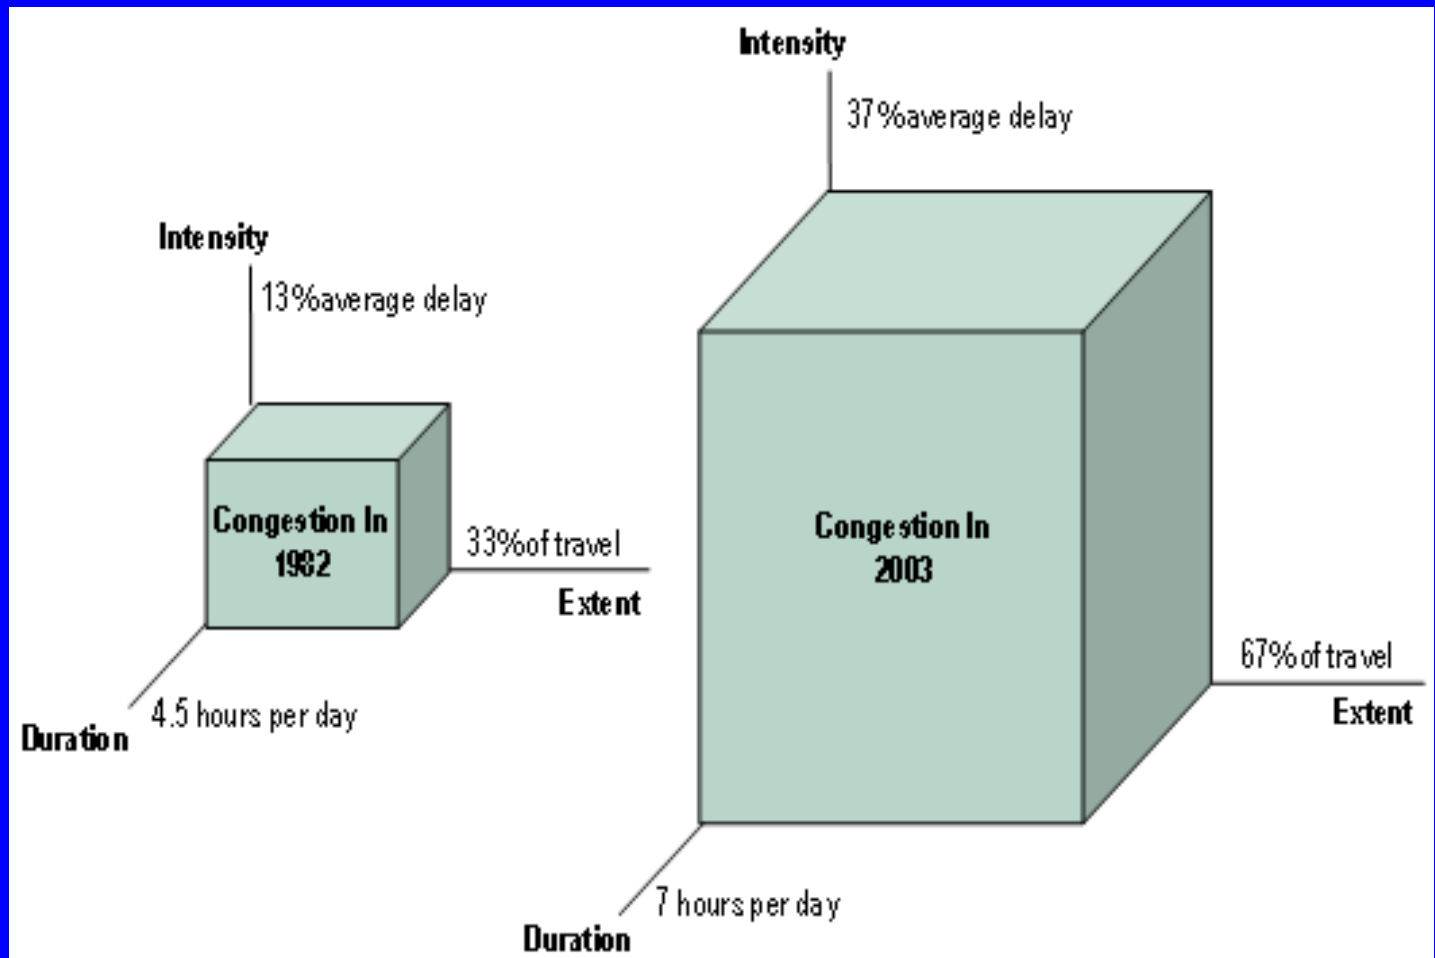 Intensity
13% average delay
Congestion In
1982
33% of travel
Extent
4.5 hours per day
Duration
Intensity
37% average delay
Congestion In
2003
67% of travel
Extent
7 hours per day
Duration